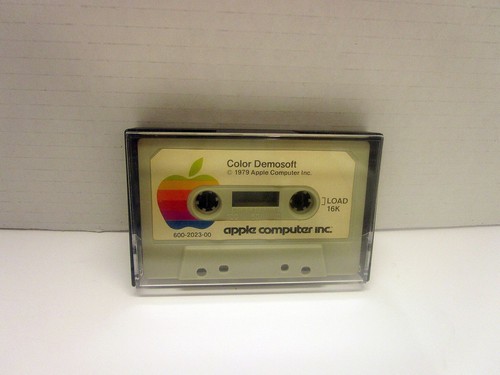 Color Demosoft
© 1979 Apple Computer Inc.
LOAD
16K
600-2023-00
apple computer inc.